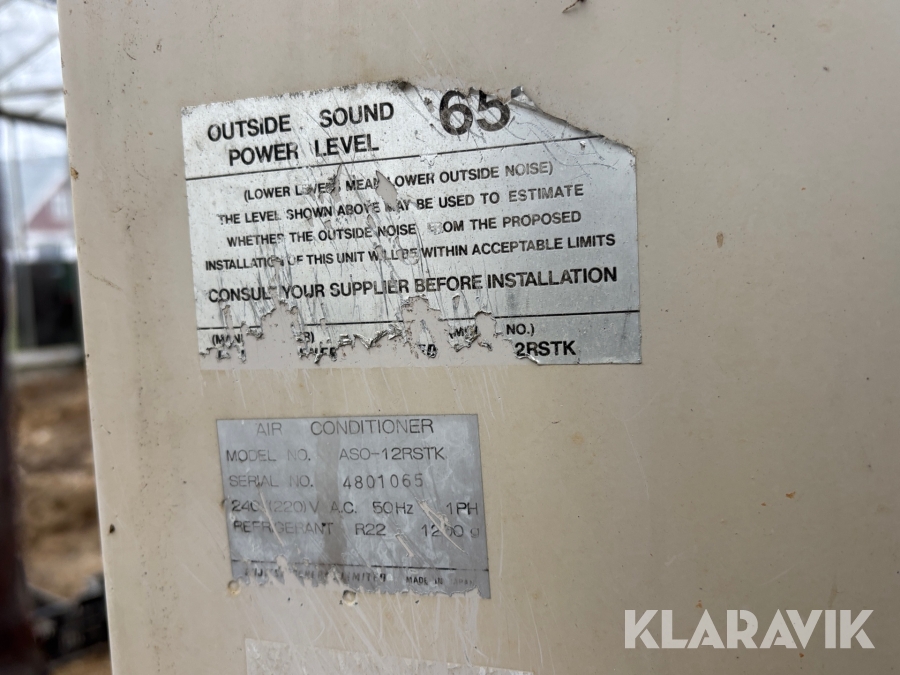 OUTSIDE SOUND 65
POWER LEVEL
(LOWER LEVELS MEAN LOWER OUTSIDE NOISE)
THE LEVEL SHOWN ABOVE MAY BE USED TO ESTIMATE
WHETHER THE OUTSIDE NOISE FROM THE PROPOSED
INSTALLATION OF THIS UNIT WILL BE WITHIN ACCEPTABLE LIMITS
CONSULT YOUR SUPPLIER BEFORE INSTALLATION
NO.)
2RSTK
AIR CONDITIONER
MODEL NO. ASO-12RSTK
SERIAL NO. 4801065
240 (220)V A.C. 50Hz 1PH
REFRIGERANT R22
LIMITED MADE IN
KLARAVIK